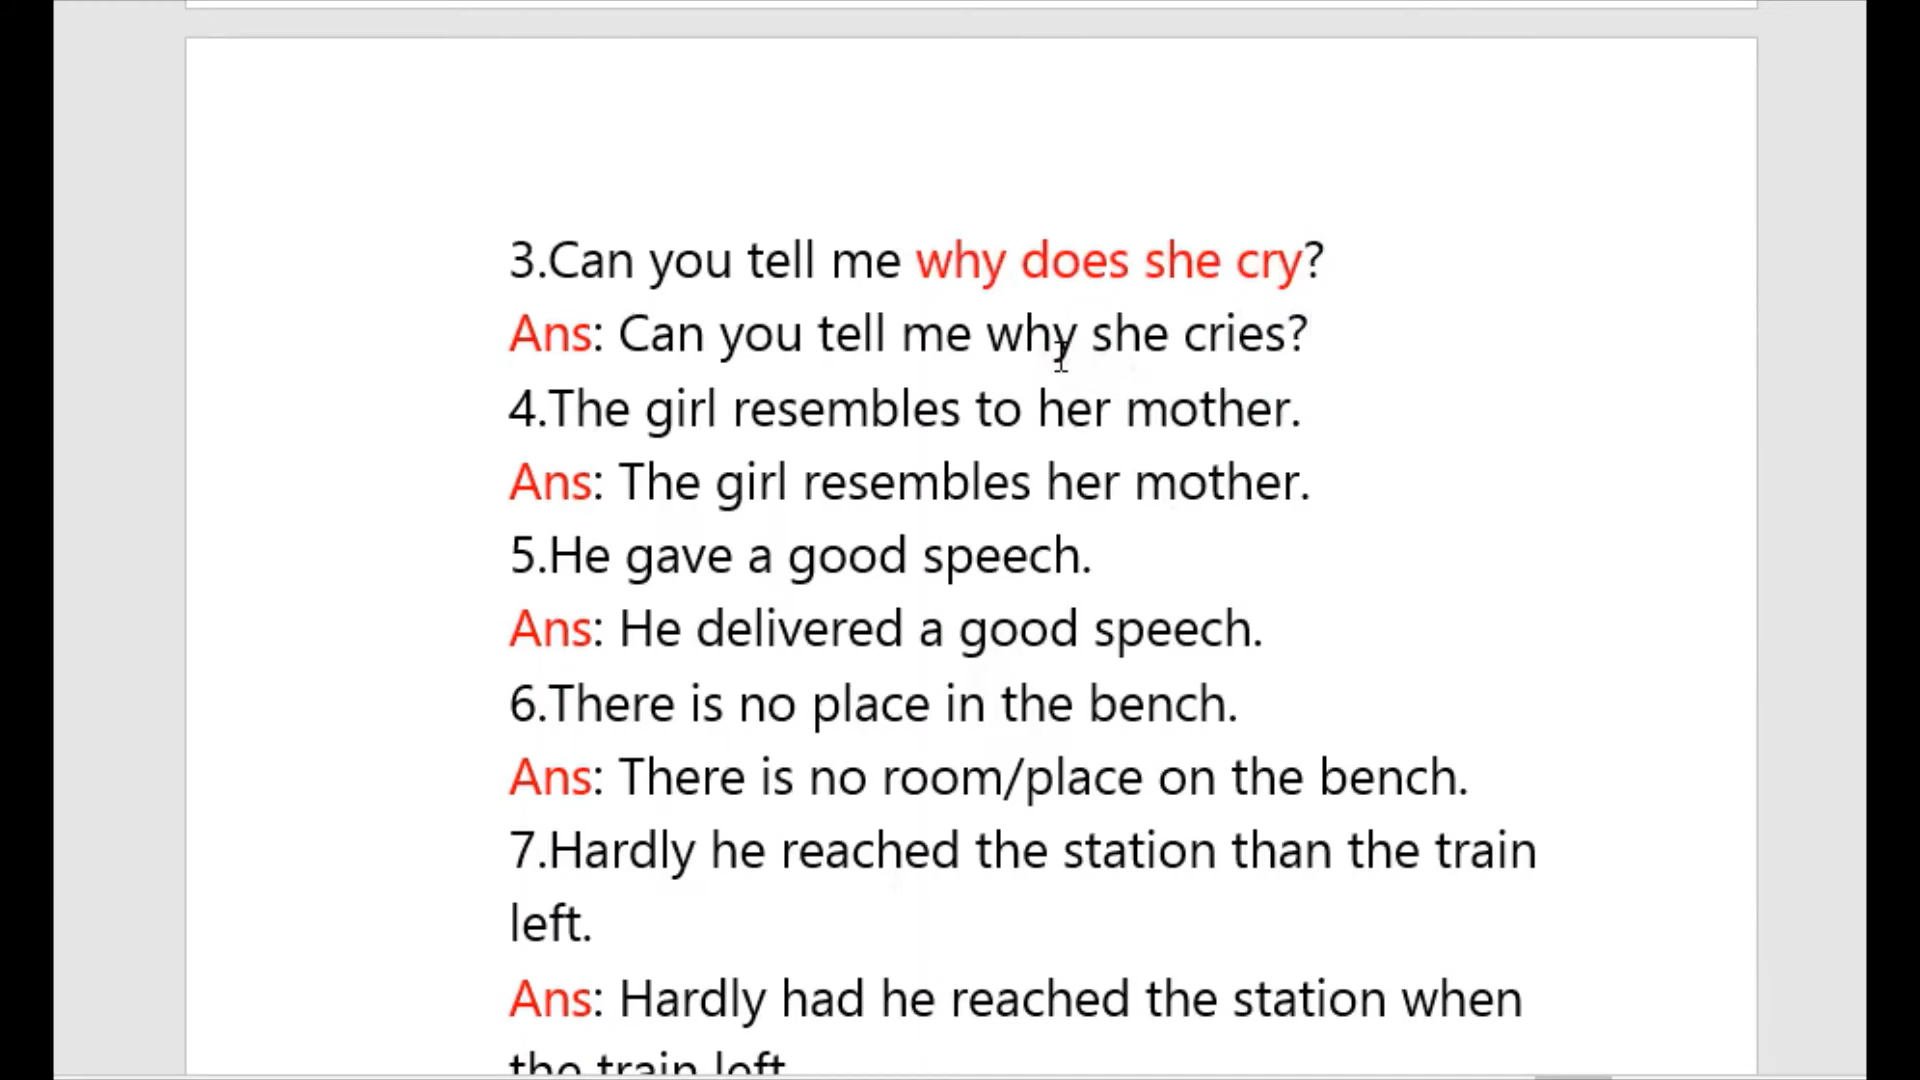 3.Can you tell me why does she cry?
Ans: Can you tell me why she cries?
4.The girl resembles to her mother.
Ans: The girl resembles her mother.
5.He gave a good speech.
Ans: He delivered a good speech.
6.There is no place in the bench.
Ans: There is no room/place on the bench.
7.Hardly he reached the station than the train
left.
Ans: Hardly had he reached the station when
the train left